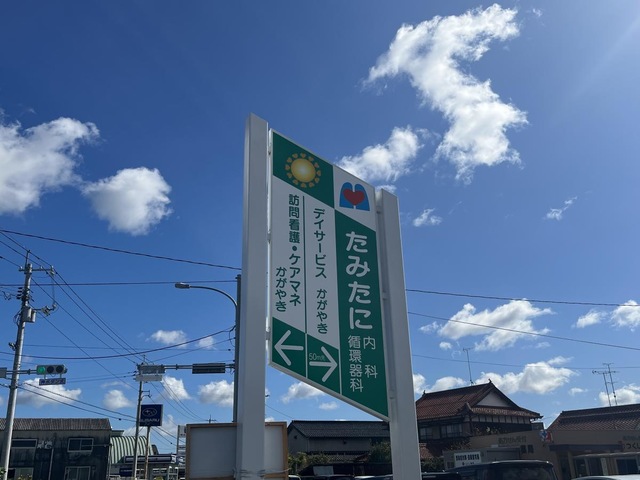 たみたに
内科
循環器科
デイサービス かがやき
訪問看護・ケアマネ
かがやき
50m